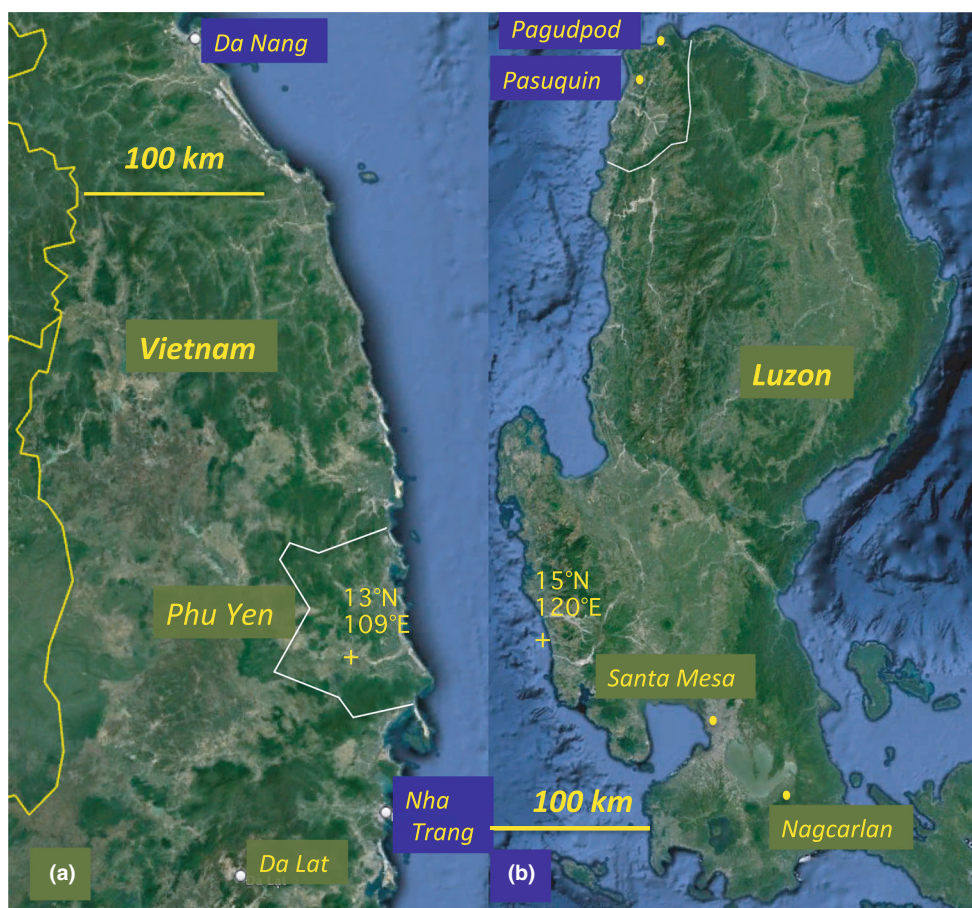 Da Nang
100 km
Vietnam
Phu Yen
13°N
109°E
Nha
Trang
Da Lat
(a)
Pagudpod
Pasuquin
Luzon
15°N
120°E
Santa Mesa
100 km
Nagcarlan
(b)